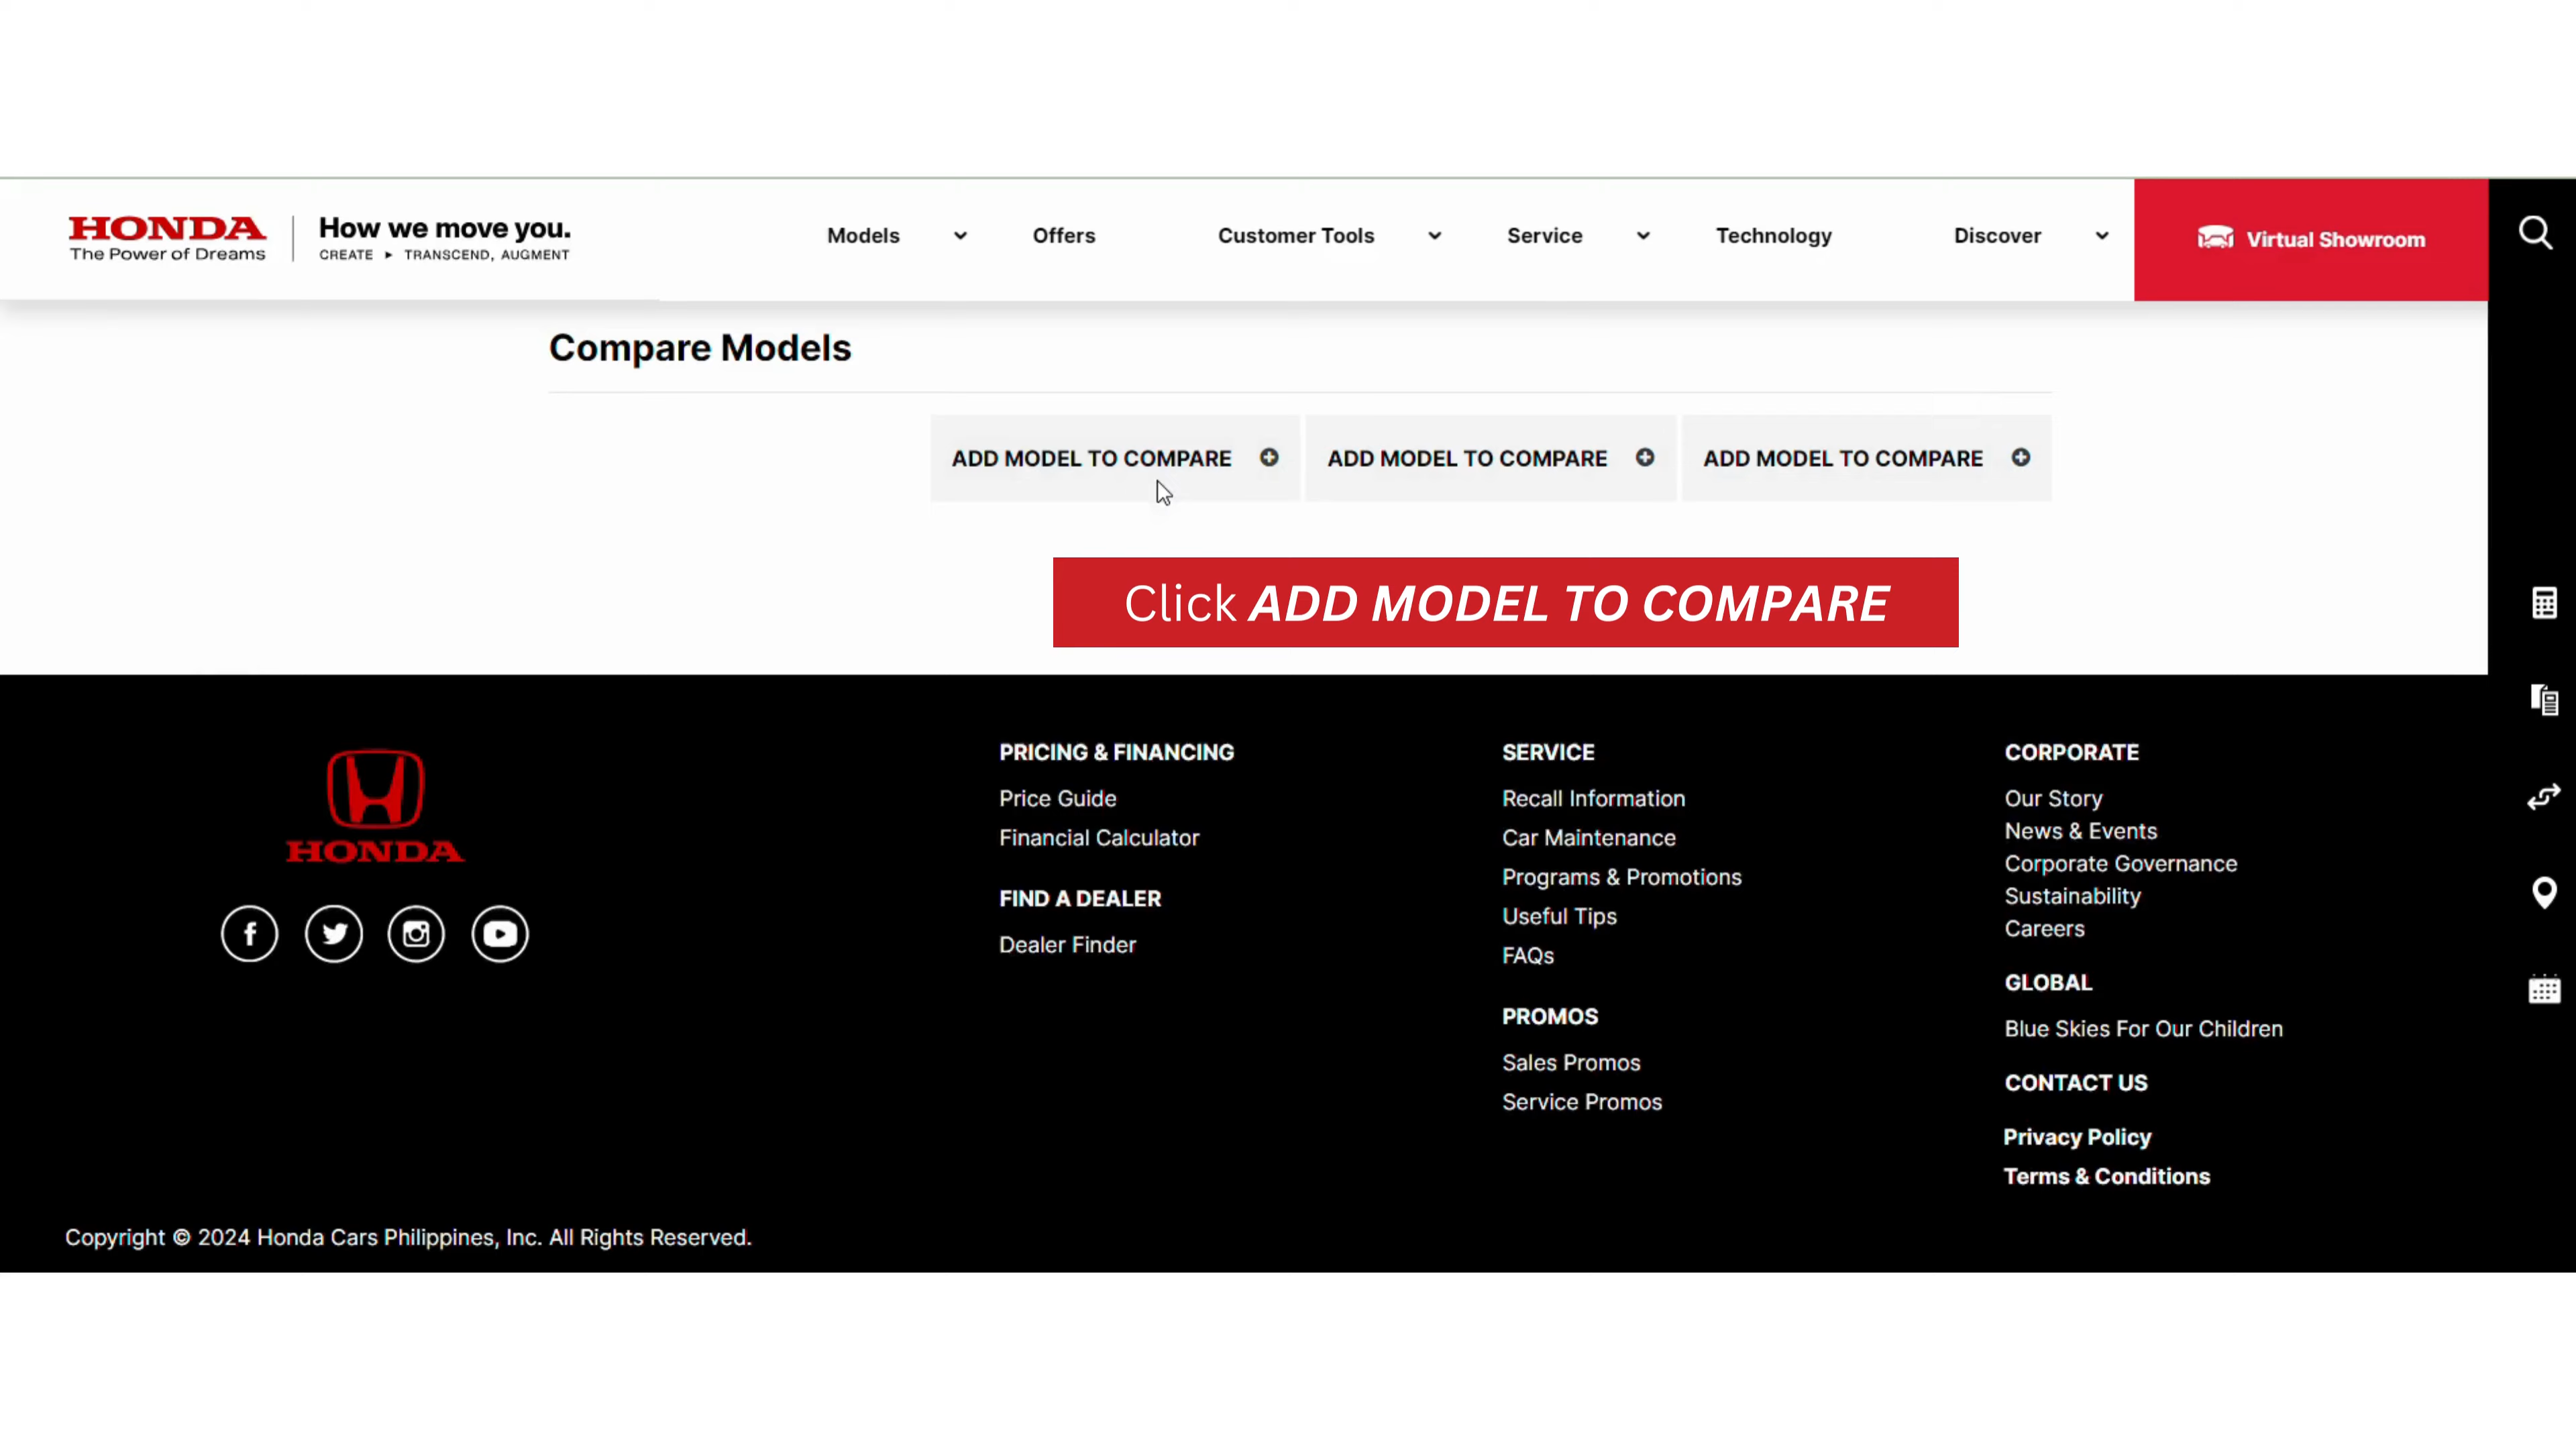 HONDA
The Power of Dreams
How we move you.
CREATE ▸ TRANSCEND, AUGMENT
Models
Offers
Customer Tools
Service
Technology
Discover
Virtual Showroom
Compare Models
ADD MODEL TO COMPARE
ADD MODEL TO COMPARE
ADD MODEL TO COMPARE
Click ADD MODEL TO COMPARE
HONDA
PRICING & FINANCING
Price Guide
Financial Calculator
FIND A DEALER
Dealer Finder
SERVICE
Recall Information
Car Maintenance
Programs & Promotions
Useful Tips
FAQs
PROMOS
Sales Promos
Service Promos
CORPORATE
Our Story
News & Events
Corporate Governance
Sustainability
Careers
GLOBAL
Blue Skies For Our Children
CONTACT US
Privacy Policy
Terms & Conditions
Copyright © 2024 Honda Cars Philippines, Inc. All Rights Reserved.